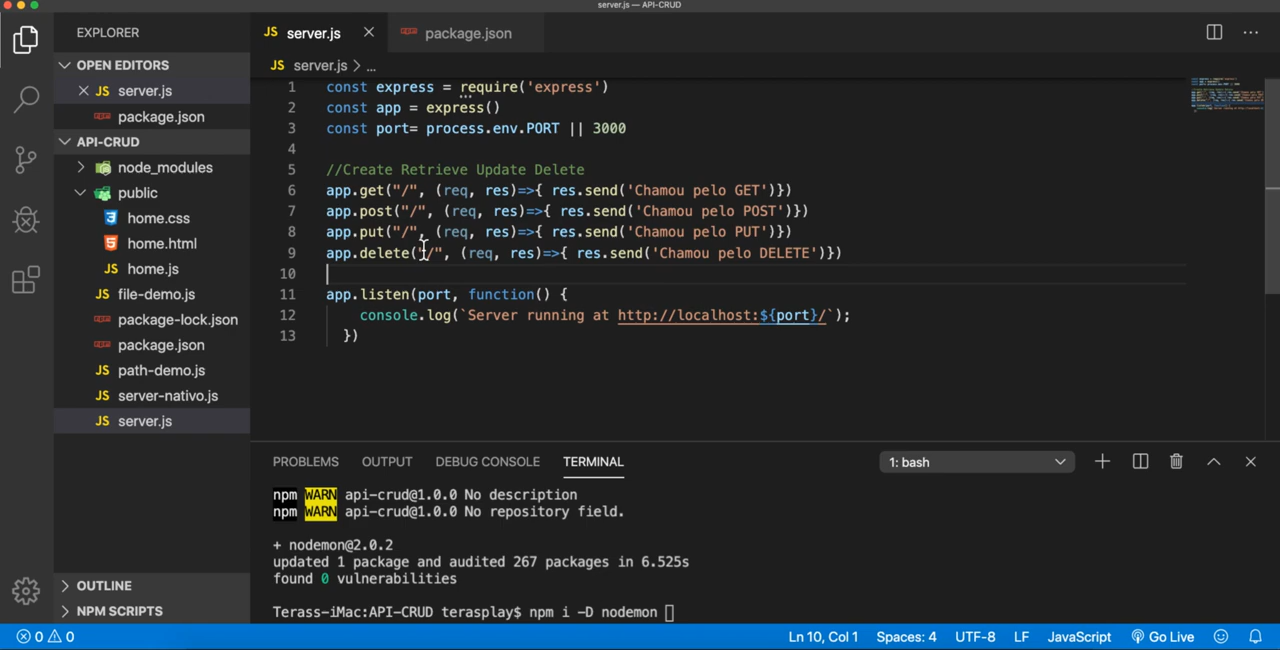 server.js — API-CRUD
EXPLORER
OPEN EDITORS
server.js
package.json
API-CRUD
node_modules
public
home.css
home.html
JS home.js
JS file-demo.js
package-lock.json
package.json
JS path-demo.js
JS server-nativo.js
JS server.js
OUTLINE
NPM SCRIPTS
JS server.js
package.json
JS server.js > ...
1 const express = require('express')
2 const app = express()
3 const port= process.env.PORT || 3000
4
5 //Create Retrieve Update Delete
6 app.get("/", (req, res)=>{ res.send('Chamou pelo GET')})
7 app.post("/", (req, res)=>{ res.send('Chamou pelo POST')})
8 app.put("/", (req, res)=>{ res.send('Chamou pelo PUT')})
9 app.delete("/", (req, res)=>{ res.send('Chamou pelo DELETE')})
10
11 app.listen(port, function() {
12 console.log(`Server running at http://localhost:${port}/`);
13 })
PROBLEMS OUTPUT DEBUG CONSOLE TERMINAL 1: bash
npm WARN api-crud@1.0.0 No description
npm WARN api-crud@1.0.0 No repository field.
+ nodemon@2.0.2
updated 1 package and audited 267 packages in 6.525s
found 0 vulnerabilities
Terass-iMac:API-CRUD terasplay$ npm i -D nodemon
0 0 Ln 10, Col 1 Spaces: 4 UTF-8 LF JavaScript Go Live